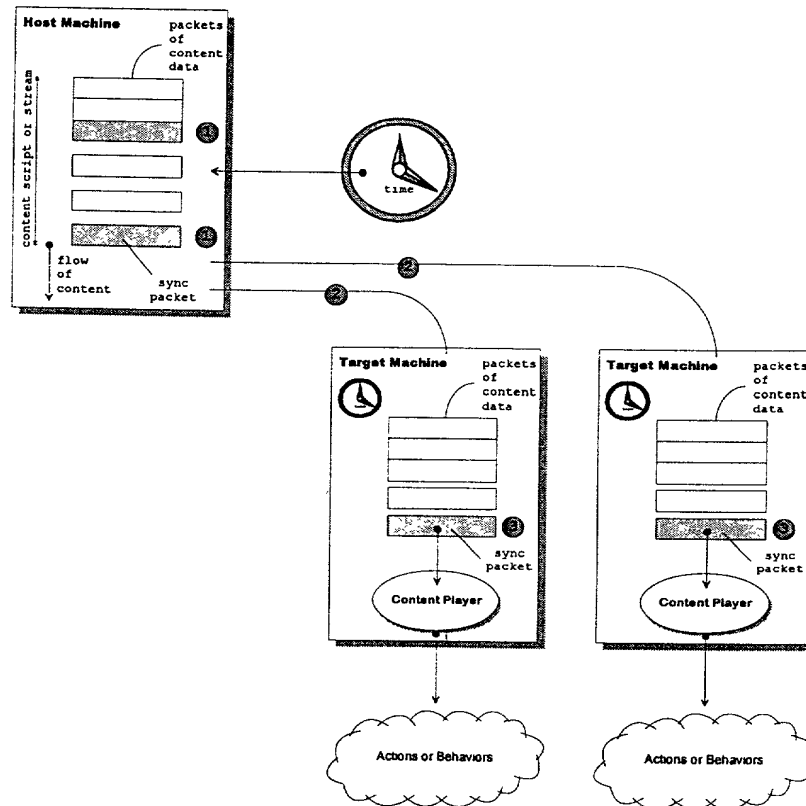 Host Machine
packets
of
content
data
content script or stream
1
time
1
flow
of
content
sync
packet
2
2
Target Machine
packets
of
content
data
3
sync
packet
Content Player
Actions or Behaviors
Target Machine
packets
of
content
data
3
sync
packet
Content Player
Actions or Behaviors